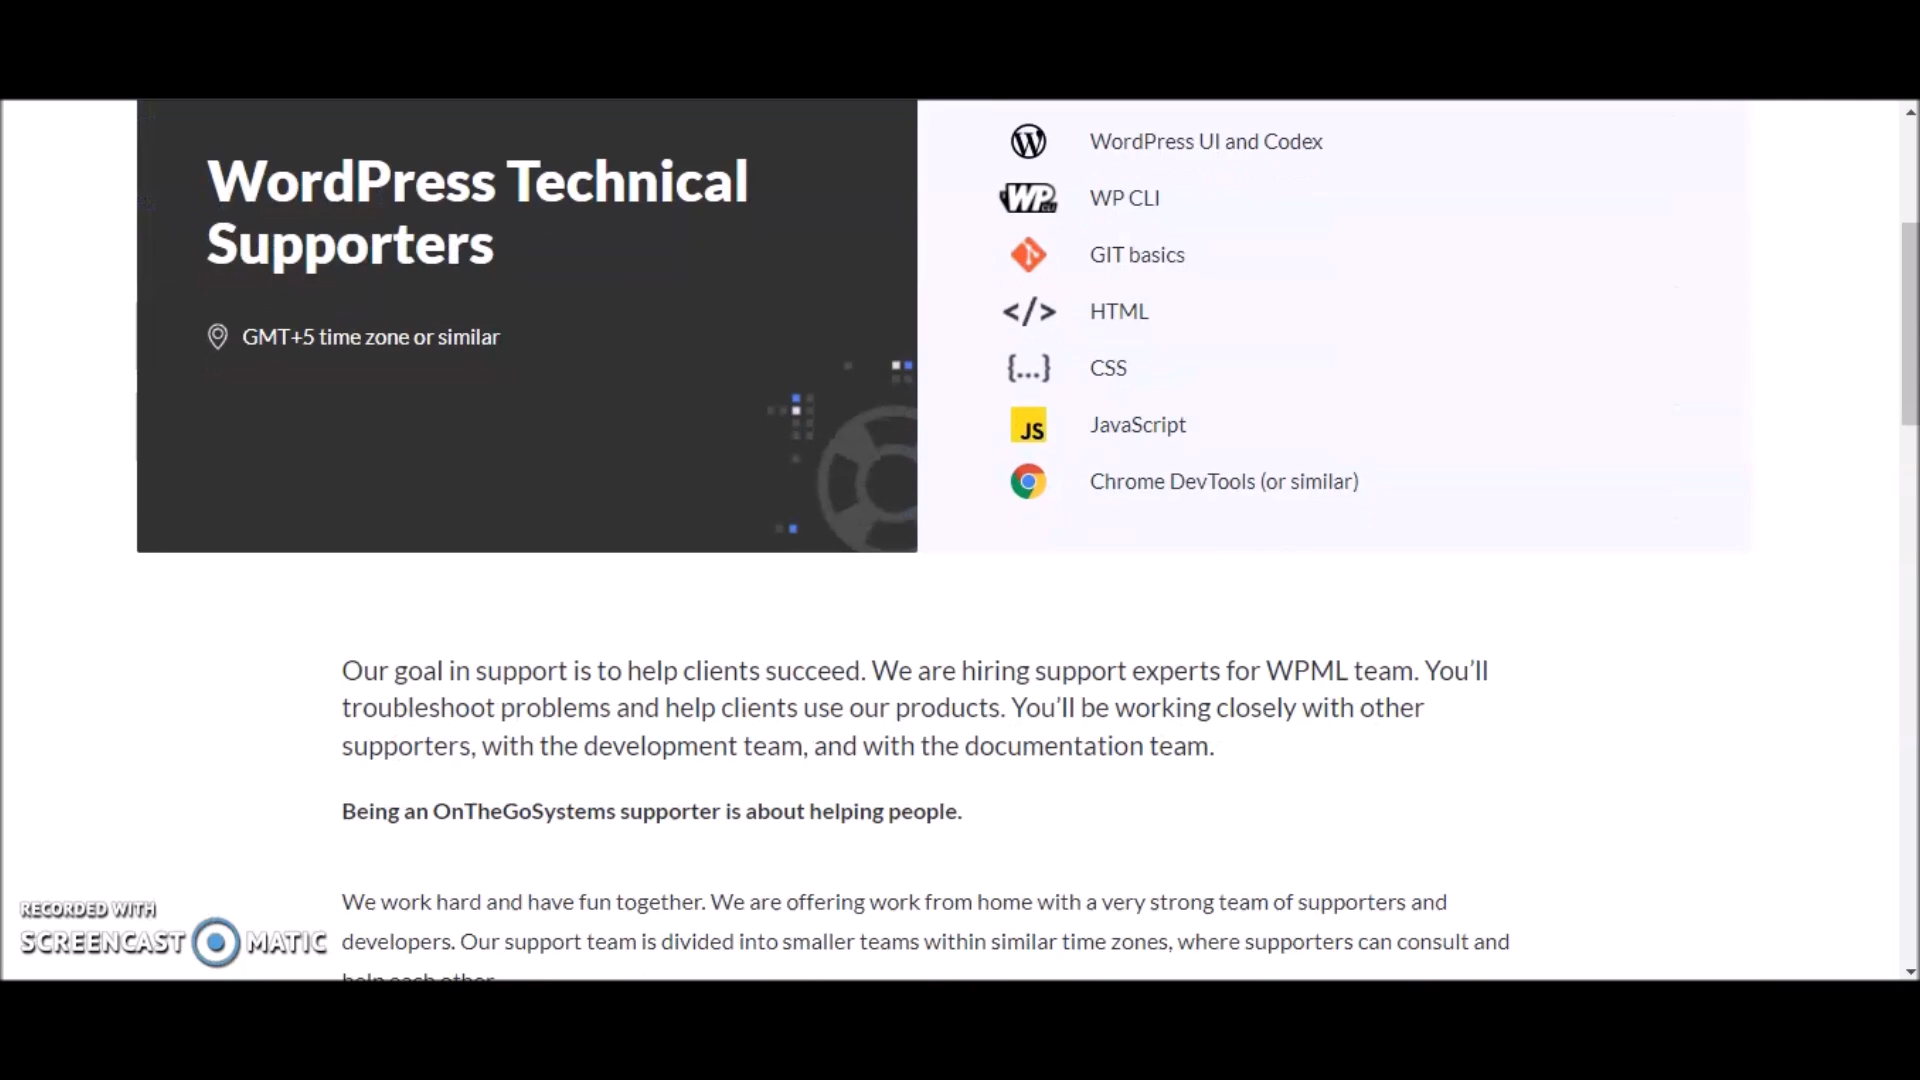 WordPress Technical
Supporters
GMT+5 time zone or similar
WordPress UI and Codex
WP CLI
WP CLI
GIT basics
</> HTML
{...} CSS
JS JavaScript
Chrome DevTools (or similar)
Our goal in support is to help clients succeed. We are hiring support experts for WPML team. You’ll
troubleshoot problems and help clients use our products. You’ll be working closely with other
supporters, with the development team, and with the documentation team.
Being an OnTheGoSystems supporter is about helping people.
We work hard and have fun together. We are offering work from home with a very strong team of supporters and
developers. Our support team is divided into smaller teams within similar time zones, where supporters can consult and
help each other.
RECORDED WITH
SCREENCAST MATIC